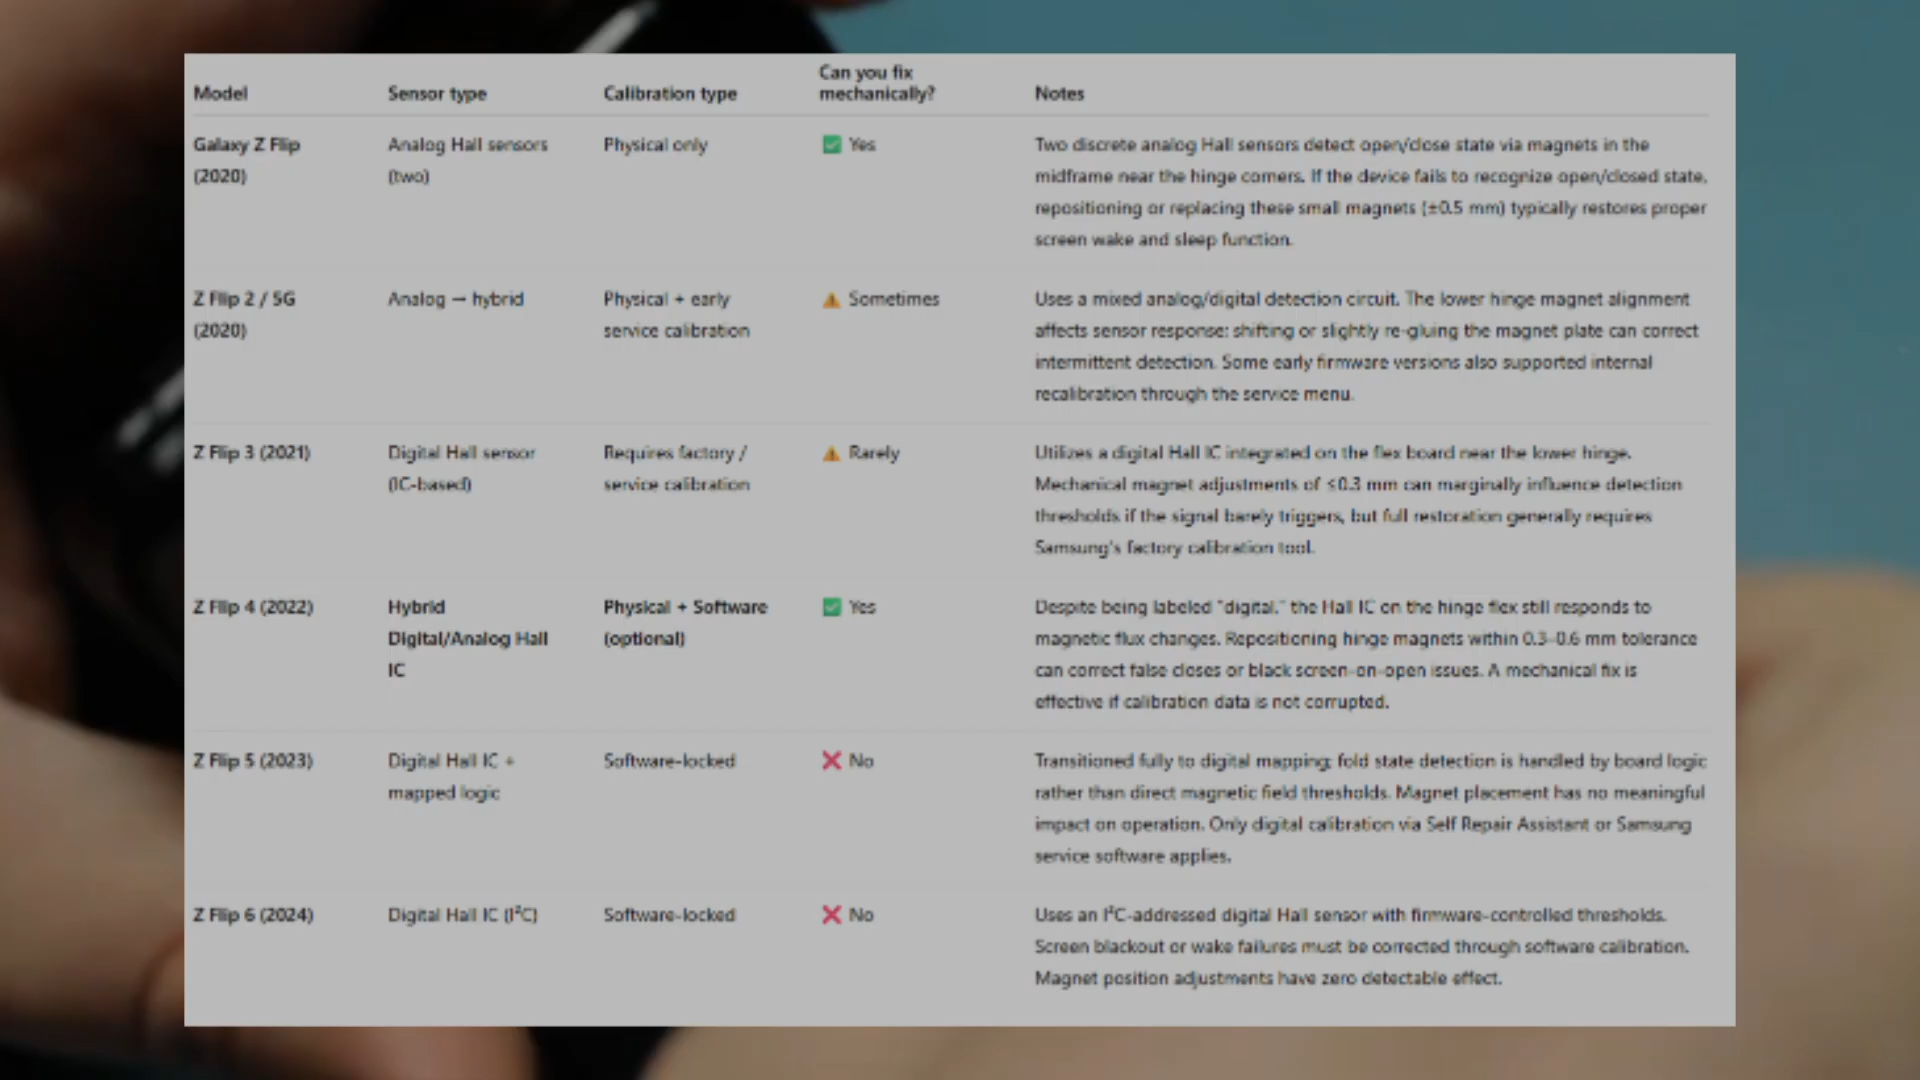 Model Sensor type Calibration type Can you fix mechanically? Notes
Galaxy Z Flip (2020)
Analog Hall sensors (two)
Physical only
✅ Yes
Two discrete analog Hall sensors detect open/close state via magnets in the
midframe near the hinge corners. If the device fails to recognize open/closed state,
repositioning or replacing these small magnets (±0.5 mm) typically restores proper
screen wake and sleep function.
Z Flip 2 / 5G (2020)
Analog → hybrid
Physical + early
service calibration
⚠️ Sometimes
Uses a mixed analog/digital detection circuit. The lower hinge magnet alignment
affects sensor response; shifting or slightly re-gluing the magnet plate can correct
intermittent detection. Some early firmware versions also supported internal
recalibration through the service menu.
Z Flip 3 (2021)
Digital Hall sensor
(IC-based)
Requires factory /
service calibration
⚠️ Rarely
Utilizes a digital Hall IC integrated on the flex board near the lower hinge.
Mechanical magnet adjustments of ≤0.3 mm can marginally influence detection
thresholds if the signal barely triggers, but full restoration generally requires
Samsung's factory calibration tool.
Z Flip 4 (2022)
Hybrid
Digital/Analog Hall
IC
Physical + Software
(optional)
✅ Yes
Despite being labeled "digital," the Hall IC on the hinge flex still responds to
magnetic flux changes. Repositioning hinge magnets within 0.3–0.6 mm tolerance
can correct false closes or black screen-on-open issues. A mechanical fix is
effective if calibration data is not corrupted.
Z Flip 5 (2023)
Digital Hall IC +
mapped logic
Software-locked
❌ No
Transitioned fully to digital mapping; fold state detection is handled by board logic
rather than direct magnetic field thresholds. Magnet placement has no meaningful
impact on operation. Only digital calibration via Self Repair Assistant or Samsung
service software applies.
Z Flip 6 (2024)
Digital Hall IC (I²C)
Software-locked
❌ No
Uses an I²C-addressed digital Hall sensor with firmware-controlled thresholds.
Screen blackout or wake failures must be corrected through software calibration.
Magnet position adjustments have zero detectable effect.